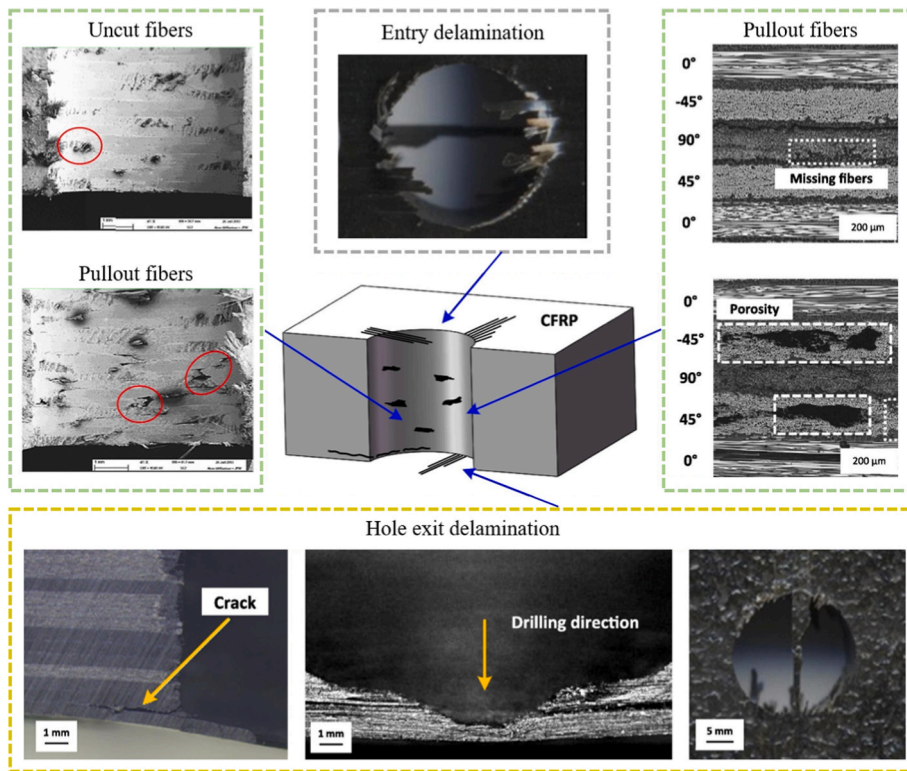 Uncut fibers
Entry delamination
Pullout fibers
0°
-45°
90°
45°
0°
Missing fibers
200 µm
Pullout fibers
CFRP
0°
Porosity
-45°
90°
45°
0°
200 µm
Hole exit delamination
Crack
1 mm
Drilling direction
1 mm
5 mm